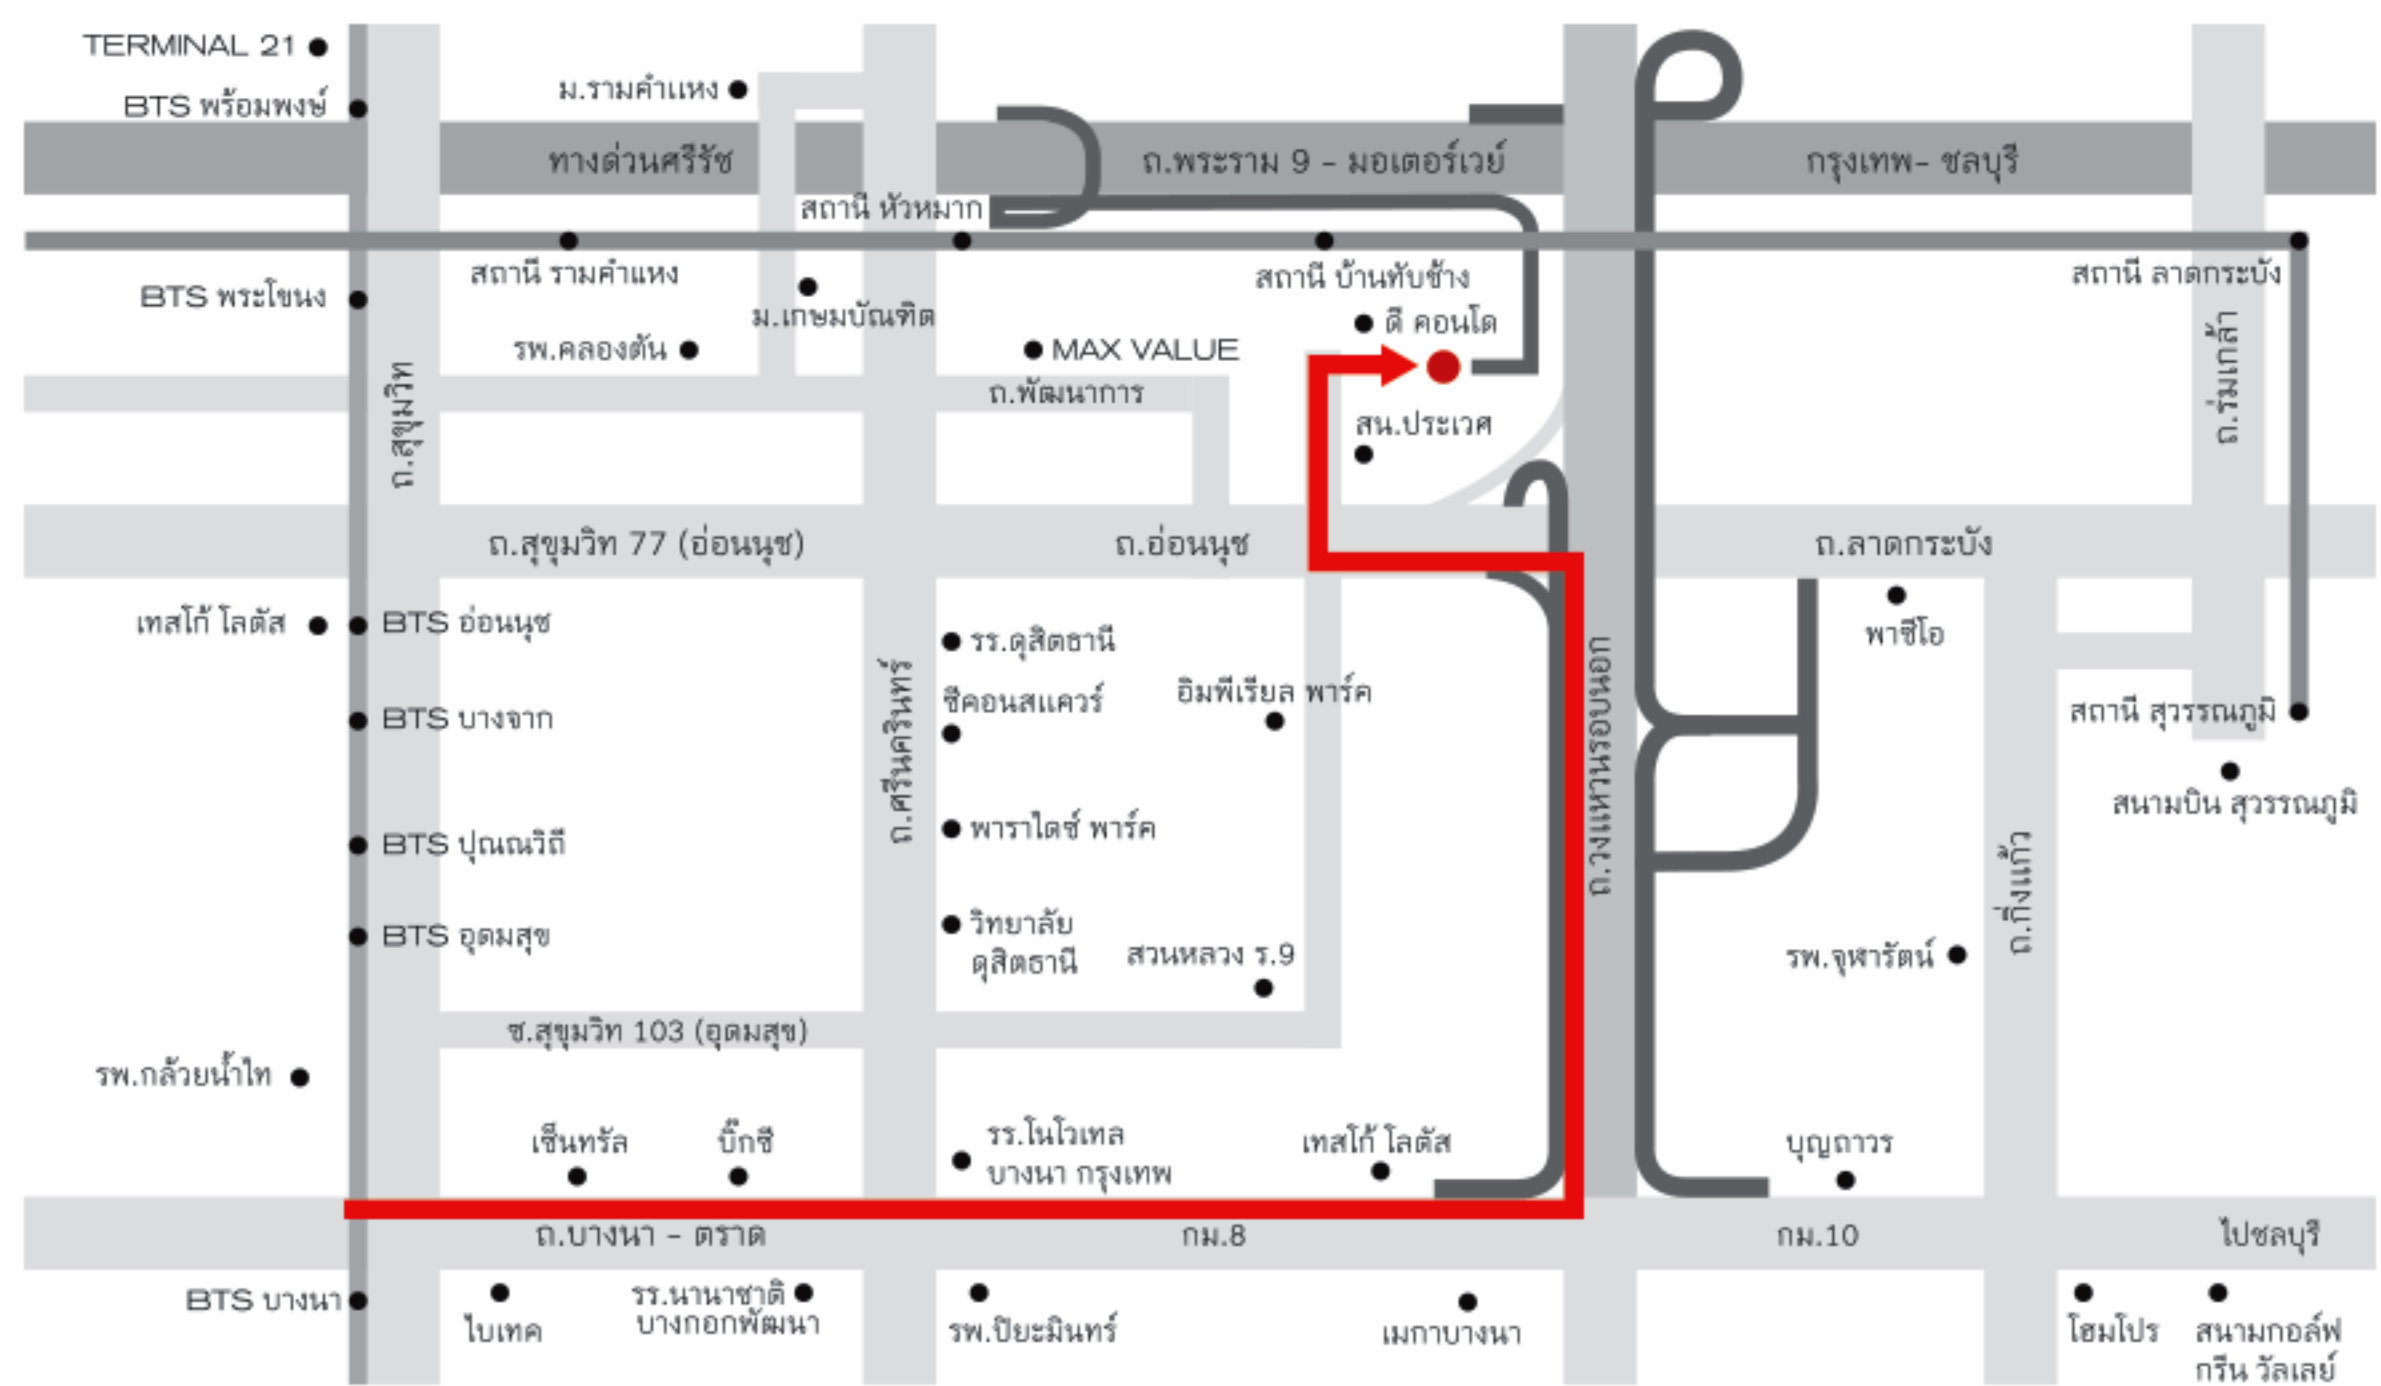 TERMINAL 21
BTS พร้อมพงษ์
ม.รามคำแหง
ทางด่วนศรีรัช
ถ.พระราม 9 - มอเตอร์เวย์
กรุงเทพ- ชลบุรี
สถานี หัวหมาก
สถานี รามคำแหง
สถานี บ้านทับช้าง
สถานี ลาดกระบัง
BTS พระโขนง
ม.เกษมบัณฑิต
ดี คอนโด
รพ.คลองตัน
MAX VALUE
ถ.พัฒนาการ
ถ.สุขุมวิท
สน.ประเวศ
ถ.ร่มเกล้า
ถ.สุขุมวิท 77 (อ่อนนุช)
ถ.อ่อนนุช
ถ.ลาดกระบัง
เทสโก้ โลตัส
BTS อ่อนนุช
รร.ดุสิตธานี
พาซีโอ
ซีคอนสแควร์
อิมพีเรียล พาร์ค
BTS บางจาก
สถานี สุวรรณภูมิ
ถ.ศรีนครินทร์
ถ.วงแหวนรอบนอก
สนามบิน สุวรรณภูมิ
พาราไดซ์ พาร์ค
BTS ปุณณวิถี
ถ.กิ่งแก้ว
BTS อุดมสุข
วิทยาลัย
ดุสิตธานี
สวนหลวง ร.9
รพ.จุฬารัตน์
ซ.สุขุมวิท 103 (อุดมสุข)
รพ.กล้วยน้ำไท
เซ็นทรัล
บิ๊กซี
รร.โนโวเทล
บางนา กรุงเทพ
เทสโก้ โลตัส
บุญถาวร
ถ.บางนา - ตราด
กม.8
กม.10
ไปชลบุรี
BTS บางนา
ไบเทค
รร.นานาชาติ
บางกอกพัฒนา
รพ.ปิยะมินทร์
เมกาบางนา
โฮมโปร
สนามกอล์ฟ
กรีน วัลเลย์